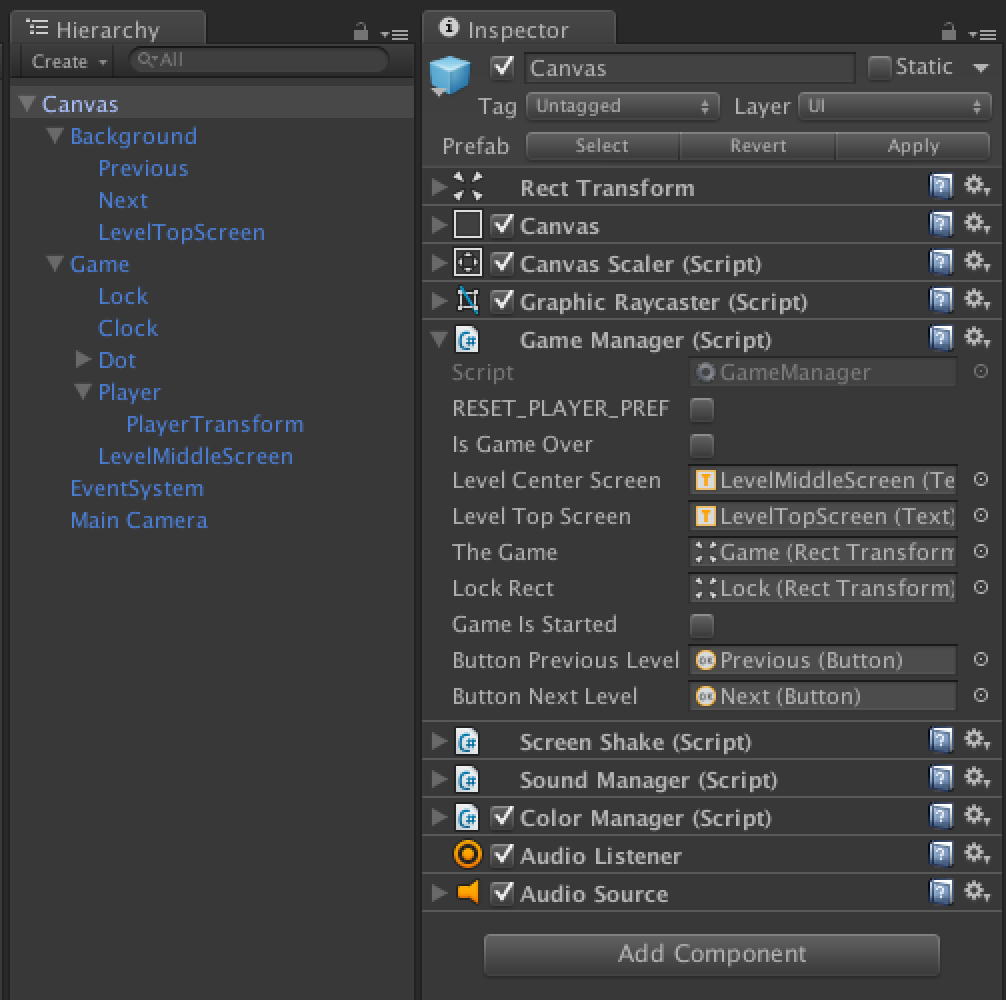 Hierarchy
Create
All
Canvas
Background
Previous
Next
LevelTopScreen
Game
Lock
Clock
Dot
Player
PlayerTransform
LevelMiddleScreen
EventSystem
Main Camera
Inspector
Canvas
Static
Tag Untagged Layer UI
Prefab Select Revert Apply
Rect Transform
Canvas
Canvas Scaler (Script)
Graphic Raycaster (Script)
Game Manager (Script)
Script GameManager
RESET_PLAYER_PREF
Is Game Over
Level Center Screen LevelMiddleScreen (Te
Level Top Screen LevelTopScreen (Text)
The Game Game (Rect Transform
Lock Rect Lock (Rect Transform)
Game Is Started
Button Previous Level Previous (Button)
Button Next Level Next (Button)
Screen Shake (Script)
Sound Manager (Script)
Color Manager (Script)
Audio Listener
Audio Source
Add Component